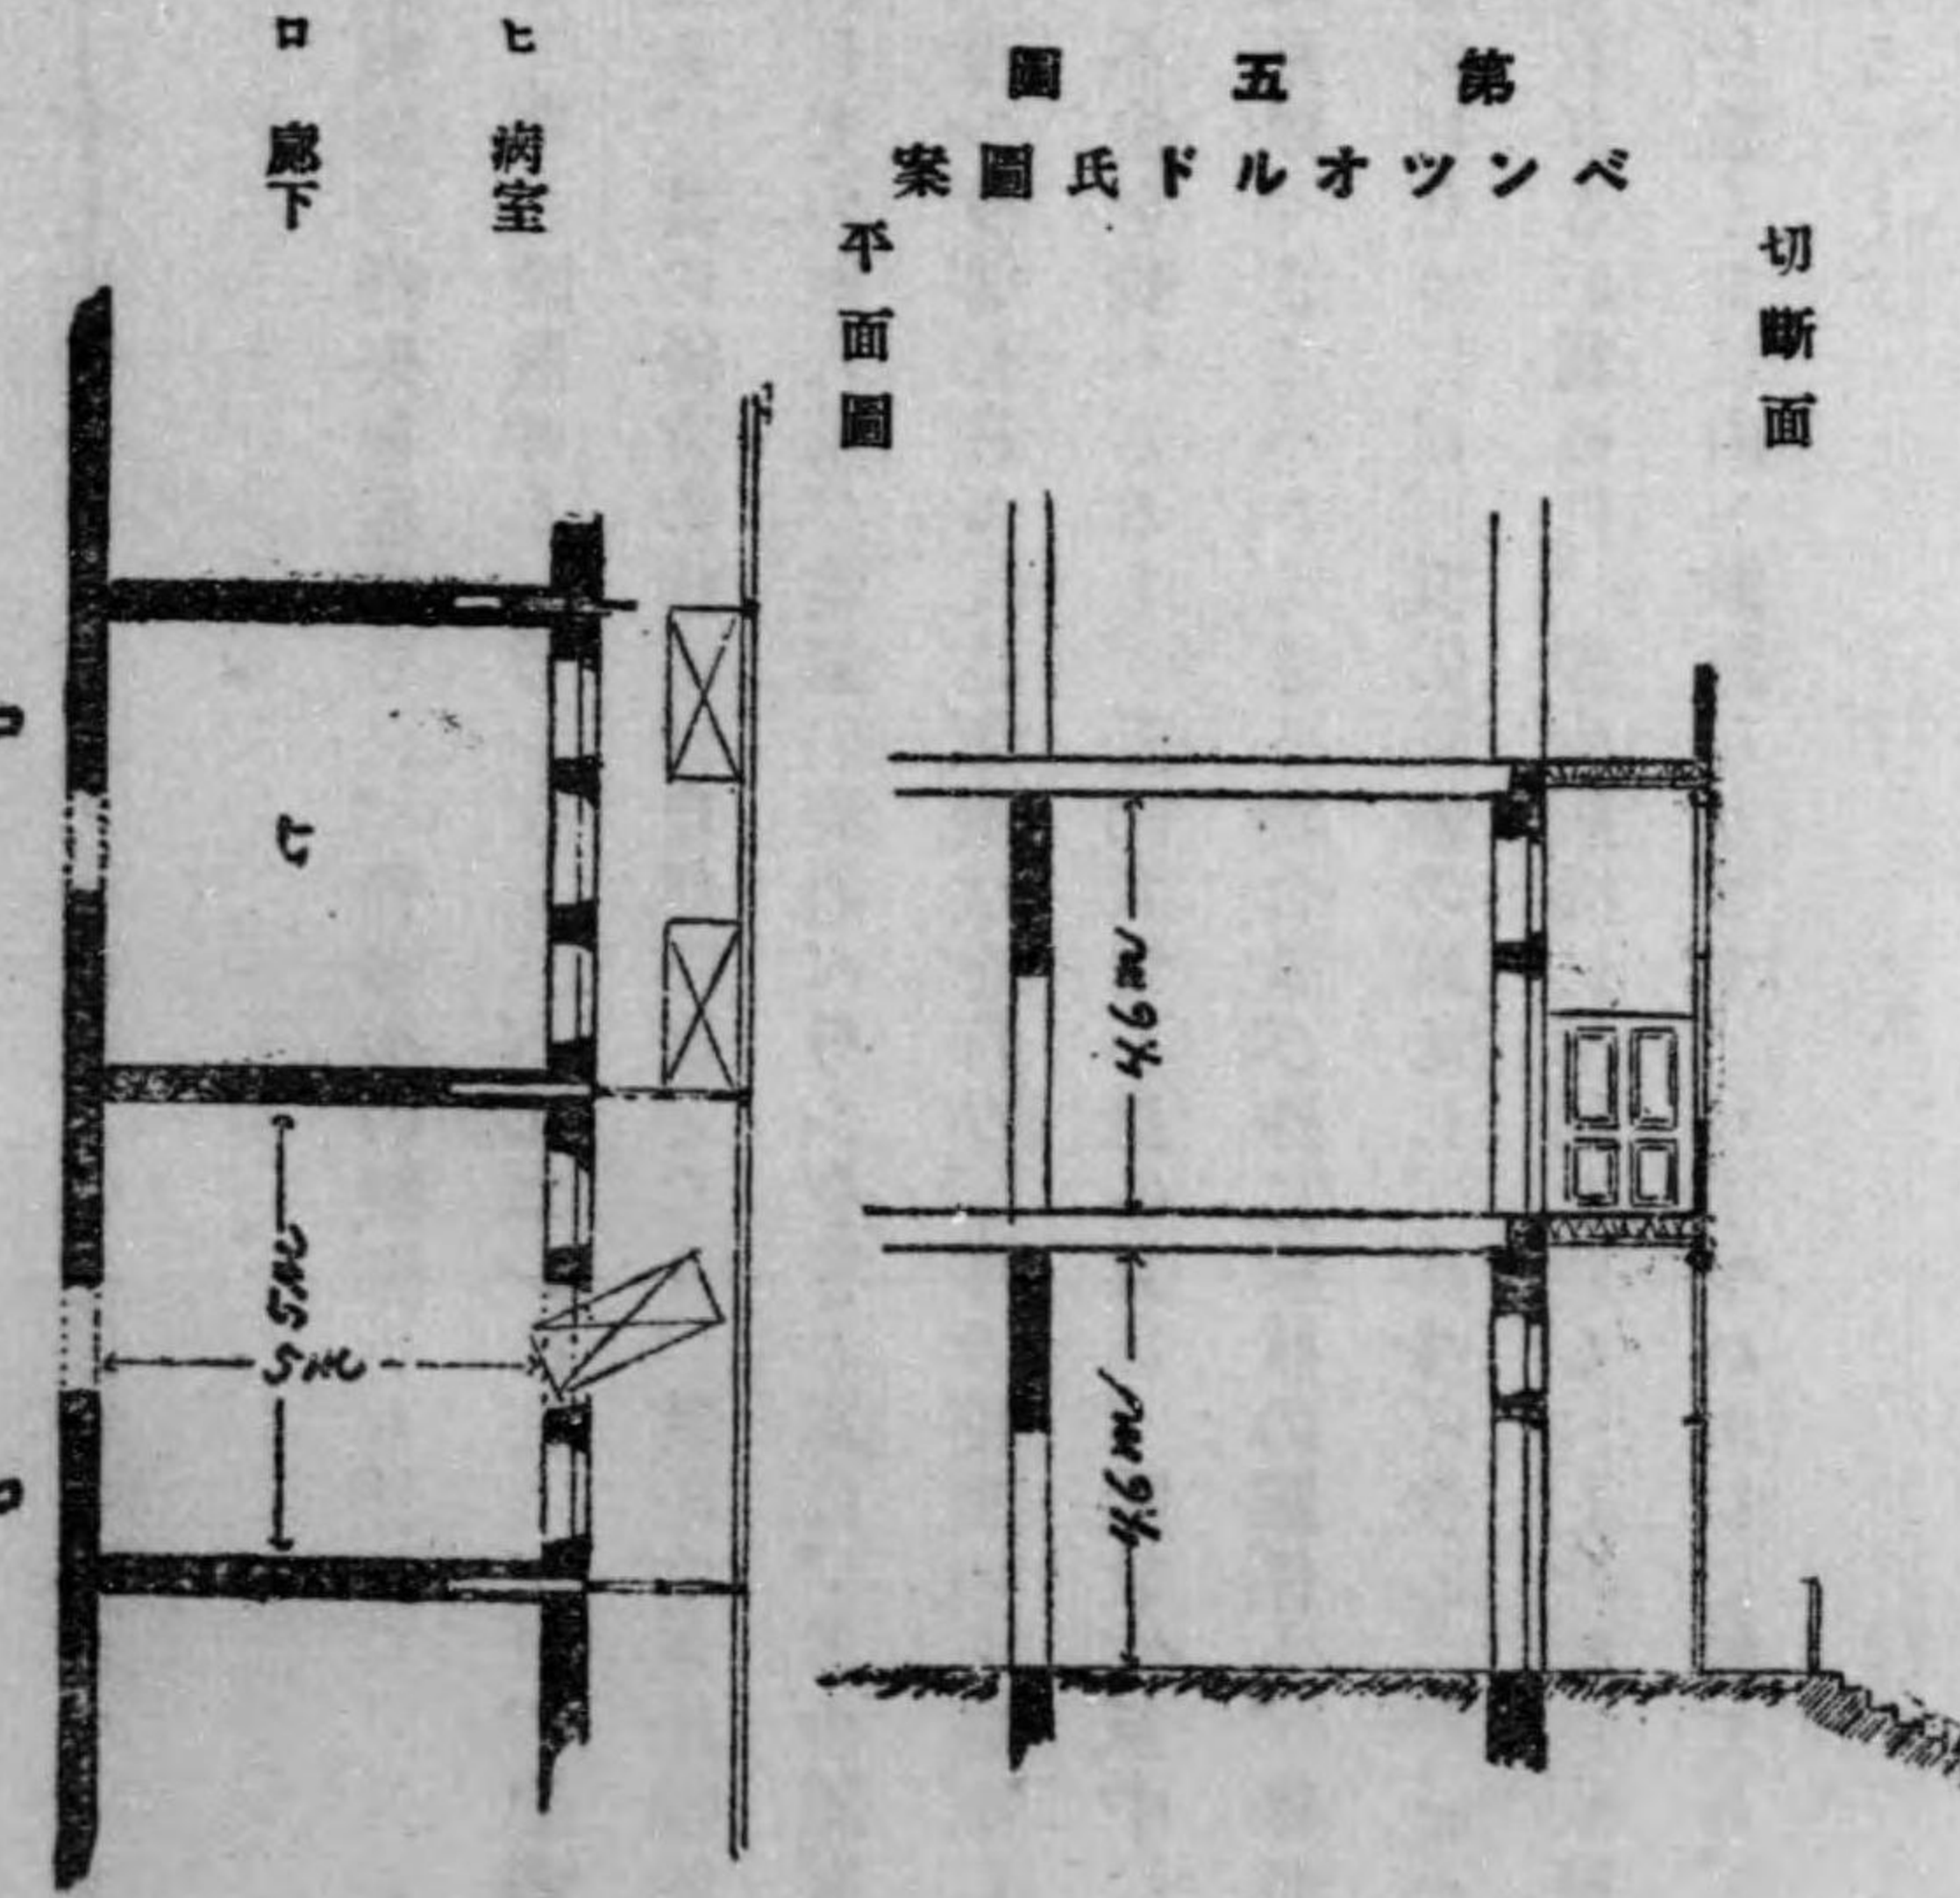 第五圖
ベンツオルド氏圖案
切斷面
平面圖
ヒ 病室
ロ 廊下
ヒ
ロ
ロ
5m
5m
4.6m
4.6m